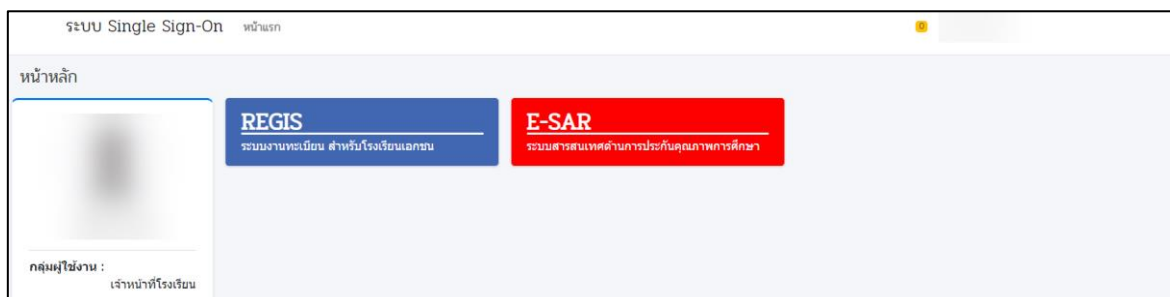 ระบบ Single Sign-On หน้าแรก 0
หน้าหลัก
REGIS
ระบบงานทะเบียน สำหรับโรงเรียนเอกชน
E-SAR
ระบบสารสนเทศด้านการประกันคุณภาพการศึกษา
กลุ่มผู้ใช้งาน :
เจ้าหน้าที่โรงเรียน